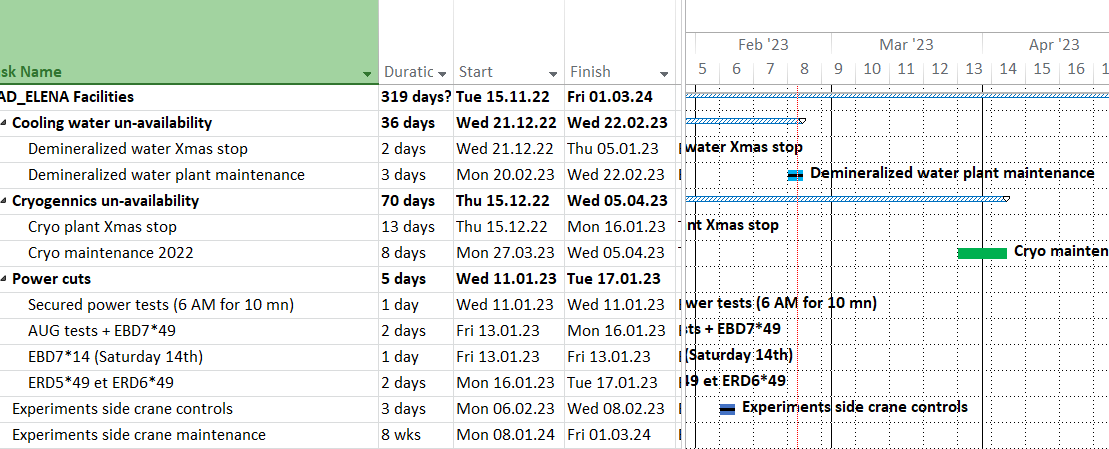 Feb '23 Mar '23 Apr '23
sk Name Duratic Start Finish 5 6 7 8 9 10 11 12 13 14 15 16 1
AD_ELENA Facilities 319 days? Tue 15.11.22 Fri 01.03.24
Cooling water un-availability 36 days Wed 21.12.22 Wed 22.02.23
Demineralized water Xmas stop 2 days Wed 21.12.22 Thu 05.01.23 water Xmas stop
Demineralized water plant maintenance 3 days Mon 20.02.23 Wed 22.02.23 Demineralized water plant maintenance
Cryogennics un-availability 70 days Thu 15.12.22 Wed 05.04.23
Cryo plant Xmas stop 13 days Thu 15.12.22 Mon 16.01.23 nt Xmas stop
Cryo maintenance 2022 8 days Mon 27.03.23 Wed 05.04.23 Cryo mainten
Power cuts 5 days Wed 11.01.23 Tue 17.01.23
Secured power tests (6 AM for 10 mn) 1 day Wed 11.01.23 Wed 11.01.23 wer tests (6 AM for 10 mn)
AUG tests + EBD7*49 2 days Fri 13.01.23 Mon 16.01.23 sts + EBD7*49
EBD7*14 (Saturday 14th) 1 day Fri 13.01.23 Fri 13.01.23 (Saturday 14th)
ERD5*49 et ERD6*49 2 days Mon 16.01.23 Tue 17.01.23 49 et ERD6*49
Experiments side crane controls 3 days Mon 06.02.23 Wed 08.02.23 Experiments side crane controls
Experiments side crane maintenance 8 wks Mon 08.01.24 Fri 01.03.24